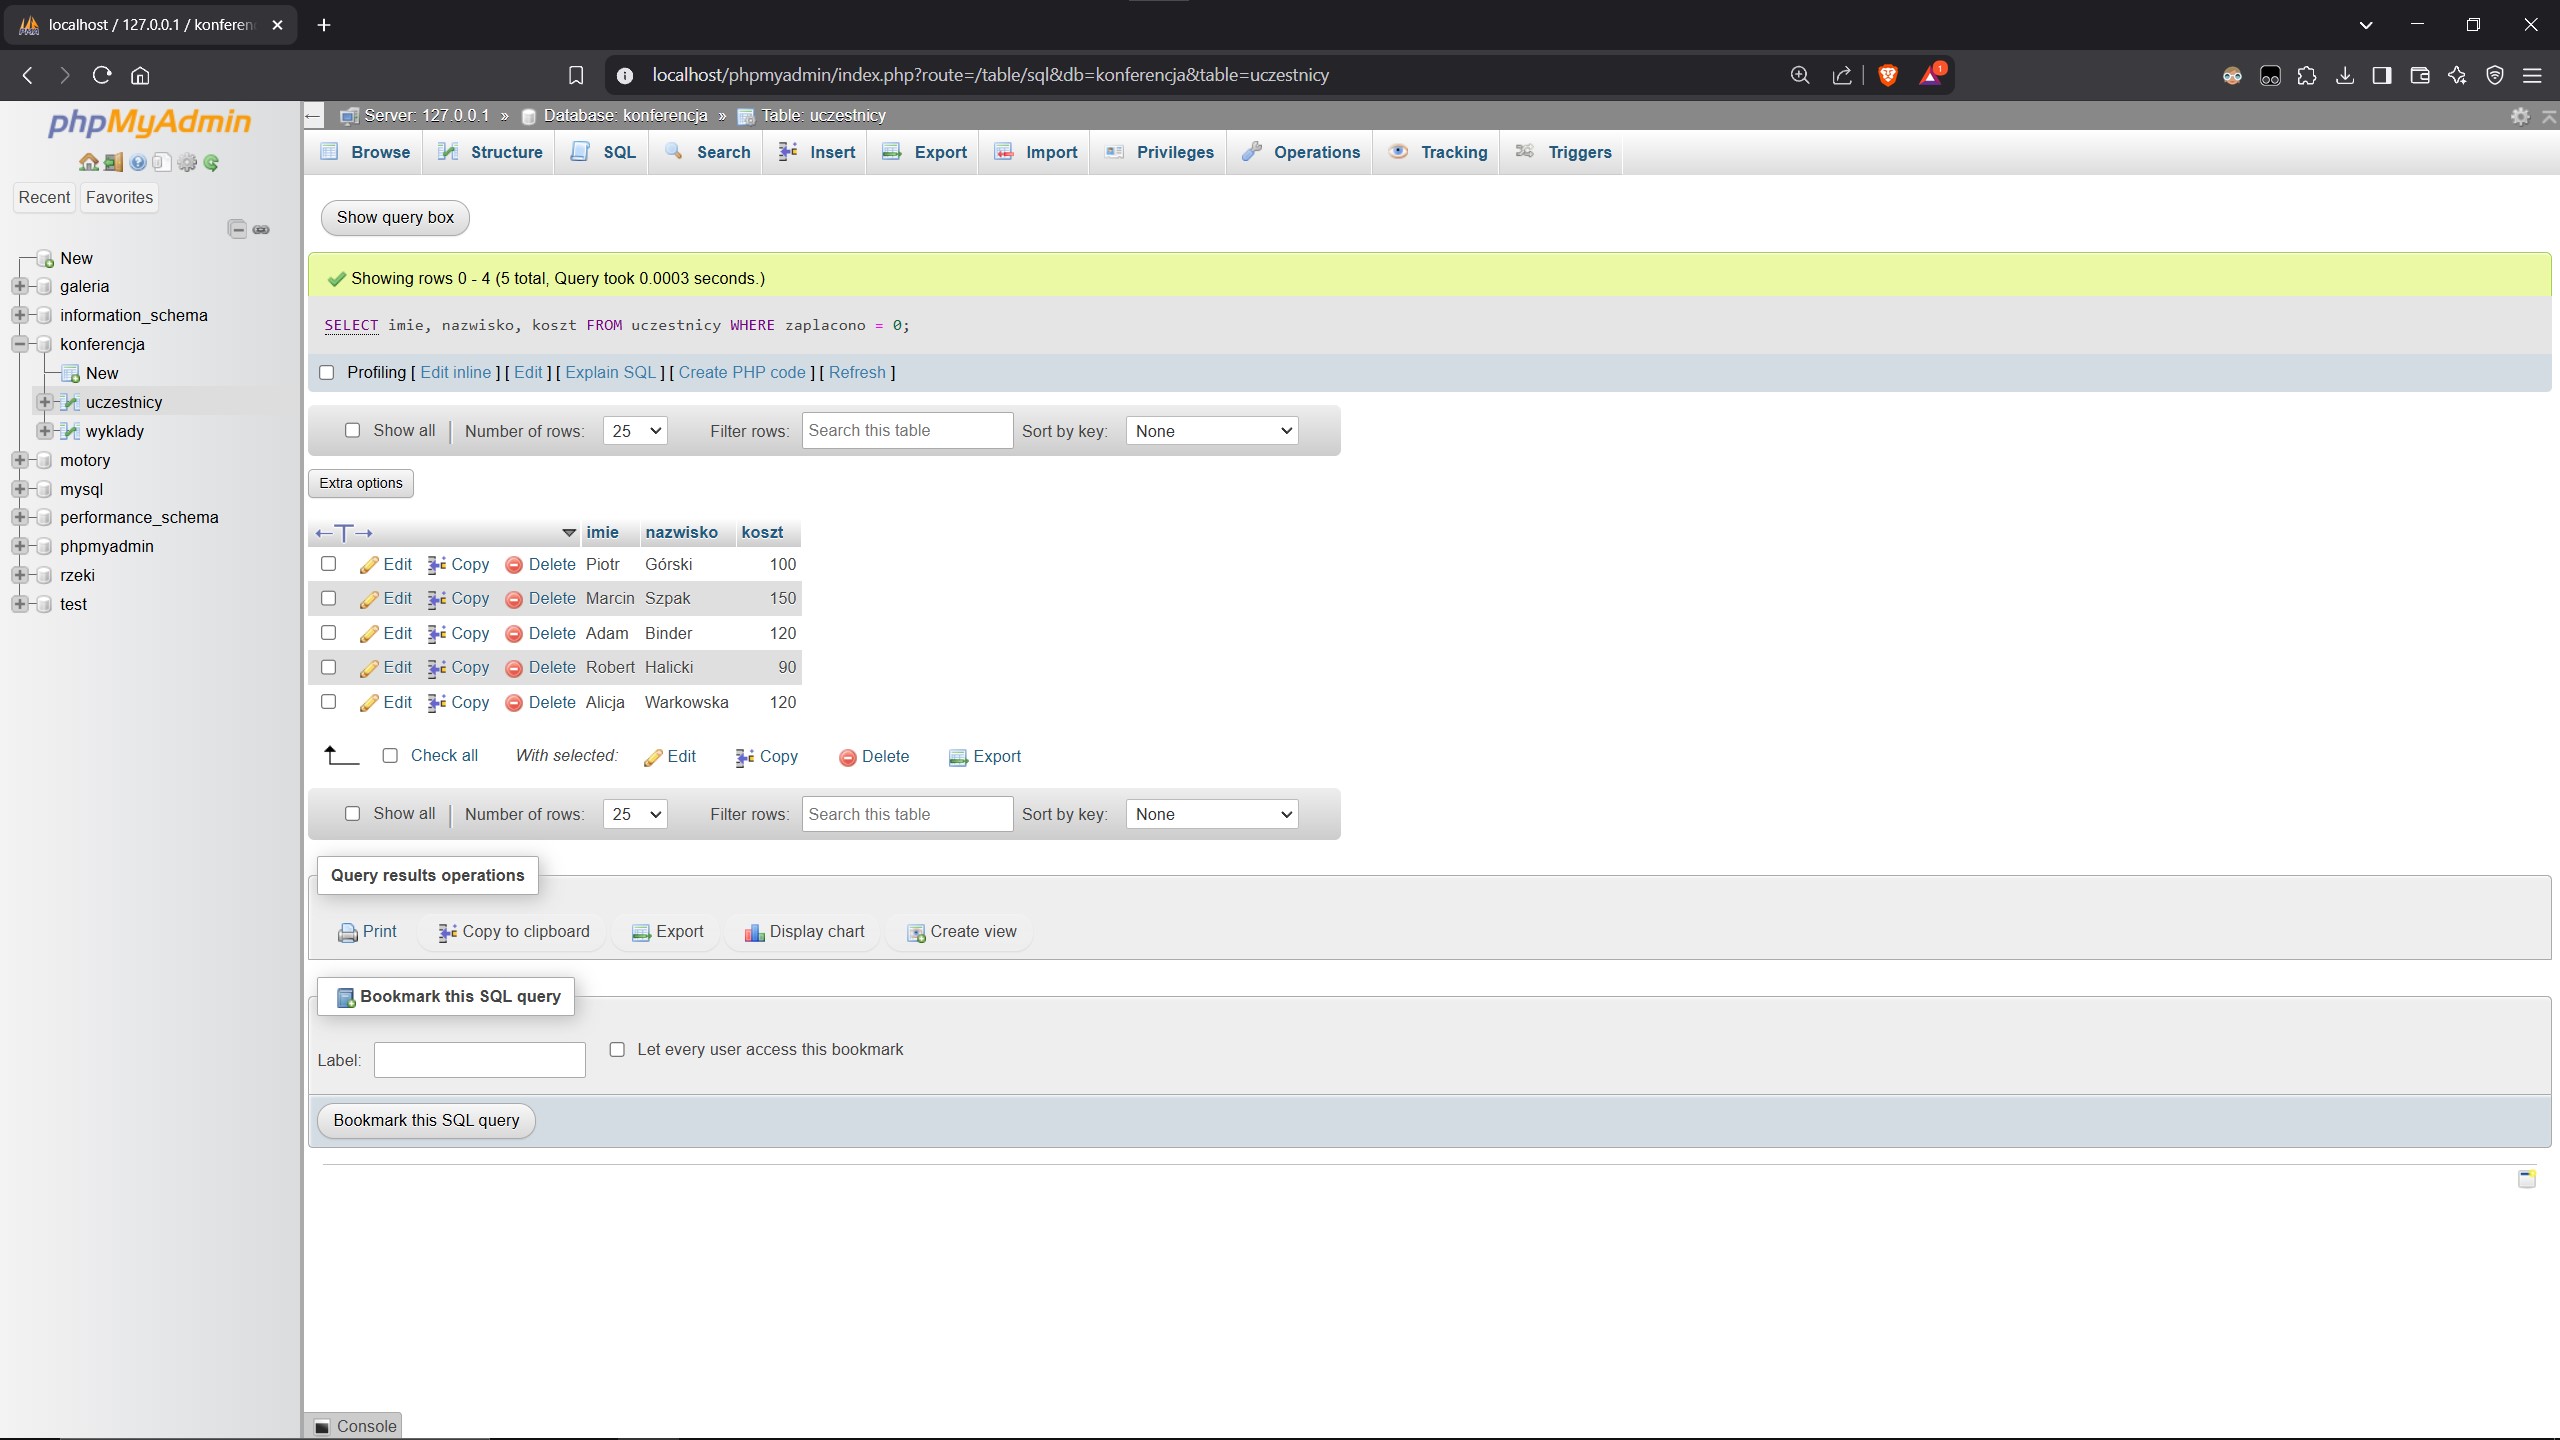 localhost / 127.0.0.1 / konferen
localhost/phpmyadmin/index.php?route=/table/sql&db=konferencja&table=uczestnicy
1
phpMyAdmin
Recent Favorites
New
galeria
information_schema
konferencja
New
uczestnicy
wyklady
motory
mysql
performance_schema
phpmyadmin
rzeki
test
Server: 127.0.0.1 » Database: konferencja » Table: uczestnicy
Browse Structure SQL Search Insert Export Import Privileges Operations Tracking Triggers
Show query box
Showing rows 0 - 4 (5 total, Query took 0.0003 seconds.)
SELECT imie, nazwisko, koszt FROM uczestnicy WHERE zaplacono = 0;
Profiling [ Edit inline ] [ Edit ] [ Explain SQL ] [ Create PHP code ] [ Refresh ]
Show all | Number of rows: 25 Filter rows: Search this table Sort by key: None
Extra options
←T→ imie nazwisko koszt
Edit Copy Delete Piotr Górski 100
Edit Copy Delete Marcin Szpak 150
Edit Copy Delete Adam Binder 120
Edit Copy Delete Robert Halicki 90
Edit Copy Delete Alicja Warkowska 120
Check all With selected: Edit Copy Delete Export
Show all | Number of rows: 25 Filter rows: Search this table Sort by key: None
Query results operations
Print Copy to clipboard Export Display chart Create view
Bookmark this SQL query
Label: Let every user access this bookmark
Bookmark this SQL query
Console